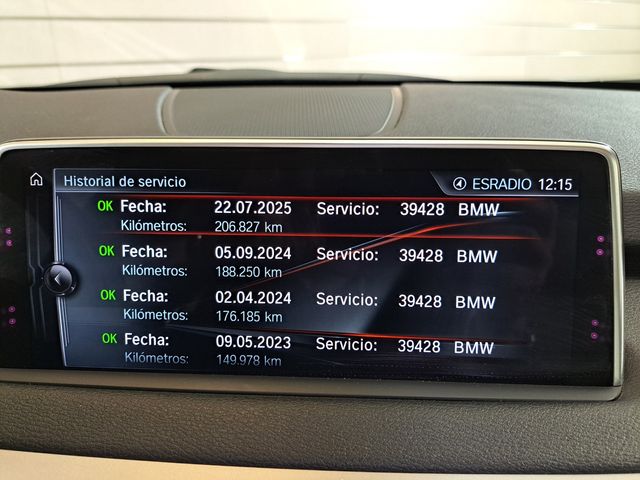 Historial de servicio ESRADIO 12:15
OK Fecha: 22.07.2025 Servicio: 39428 BMW
Kilómetros: 206.827 km
OK Fecha: 05.09.2024 Servicio: 39428 BMW
Kilómetros: 188.250 km
OK Fecha: 02.04.2024 Servicio: 39428 BMW
Kilómetros: 176.185 km
OK Fecha: 09.05.2023 Servicio: 39428 BMW
Kilómetros: 149.978 km